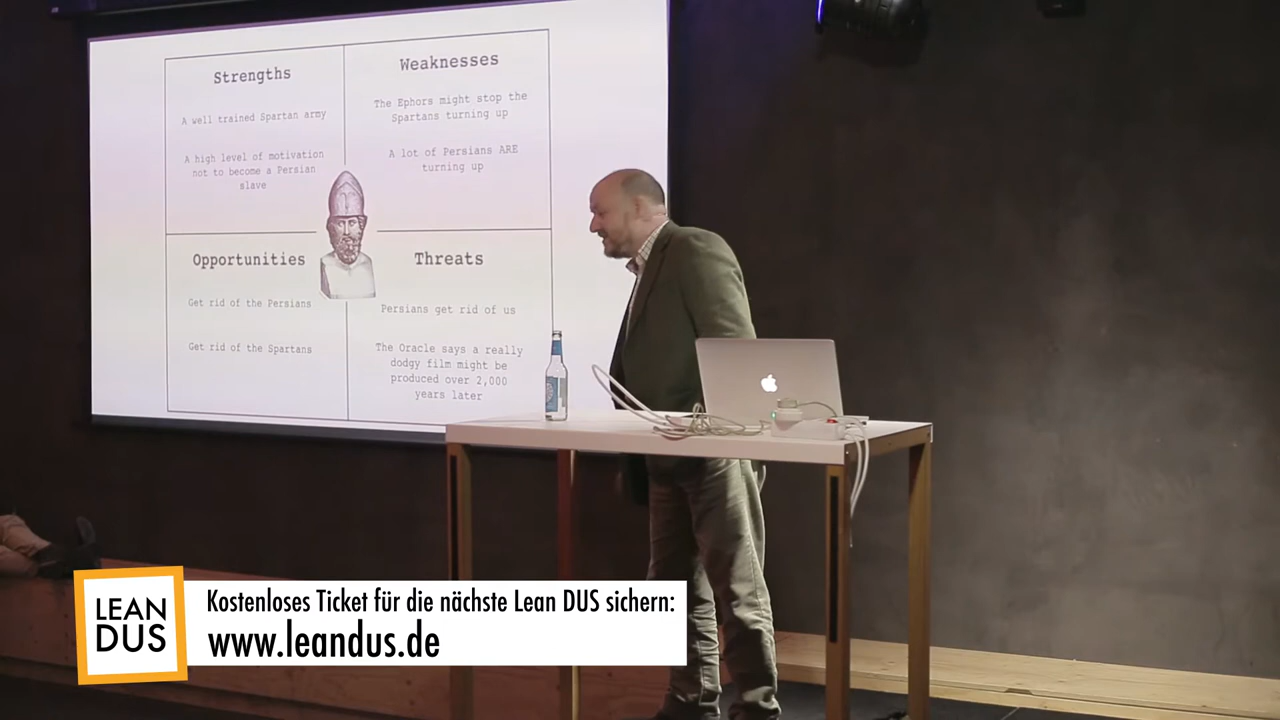 Strengths
A well trained Spartan army
A high level of motivation
not to become a Persian
slave
Weaknesses
The Ephors might stop the
Spartans turning up
A lot of Persians ARE
turning up
Opportunities
Get rid of the Persians
Get rid of the Spartans
Threats
Persians get rid of us
The Oracle says a really
dodgy film might be
produced over 2,000
years later
LEAN
DUS
Kostenloses Ticket für die nächste Lean DUS sichern:
www.leandus.de